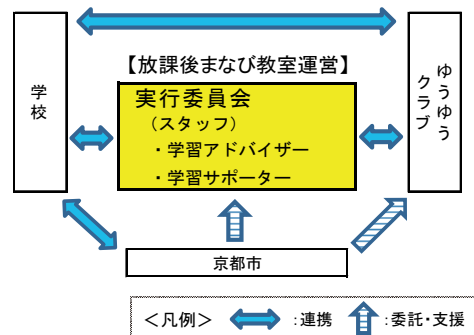 【放課後まなび教室運営】
学校
実行委員会
（スタッフ）
・学習アドバイザー
・学習サポーター
ゆうゆう
クラブ
京都市
＜凡例＞ :連携 :委託・支援